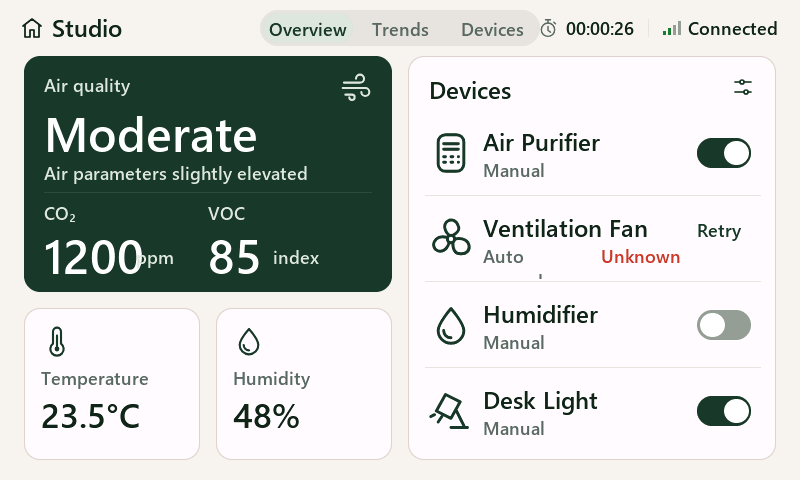 Studio
Overview Trends Devices
00:00:26
Connected
Air quality
Moderate
Air parameters slightly elevated
CO₂ VOC
1200 ppm 85 index
Temperature
23.5°C
Humidity
48%
Devices
Air Purifier
Manual
Ventilation Fan
Auto Unknown
Retry
Humidifier
Manual
Desk Light
Manual